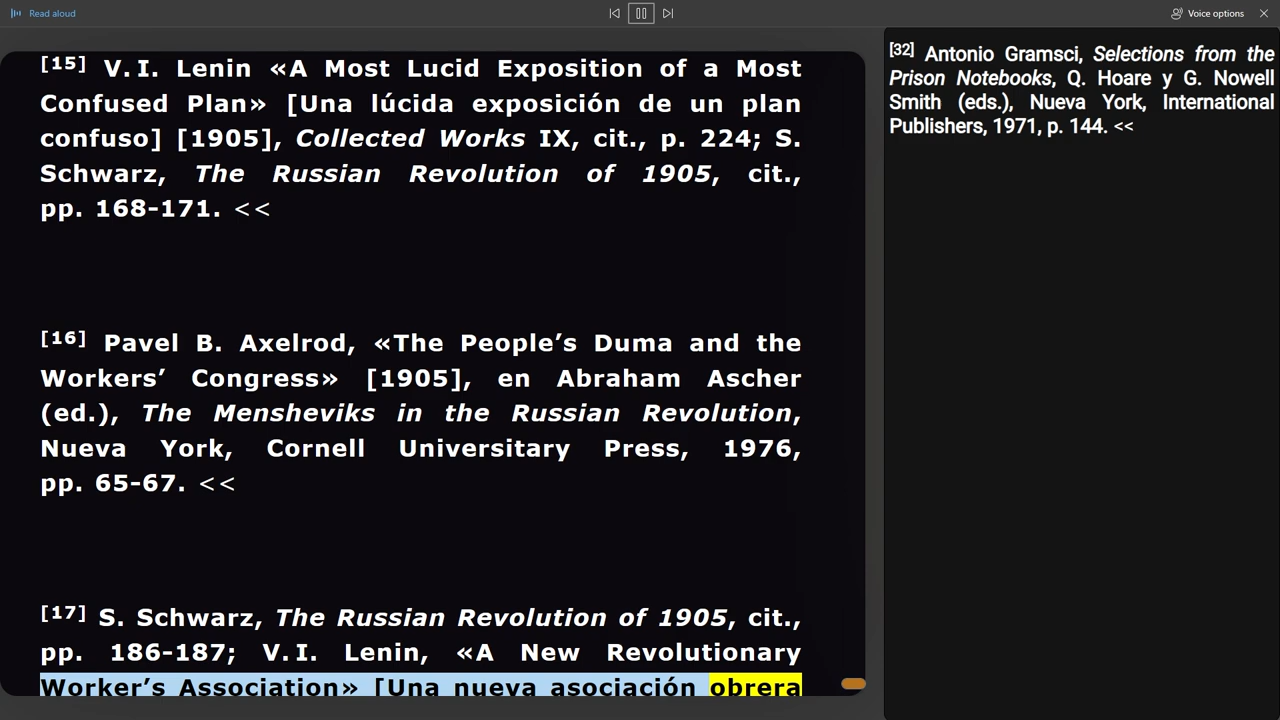 Read aloud
Voice options
[15] V. I. Lenin «A Most Lucid Exposition of a Most
Confused Plan» [Una lúcida exposición de un plan
confuso] [1905], Collected Works IX, cit., p. 224; S.
Schwarz, The Russian Revolution of 1905, cit.,
pp. 168-171. <<
[16] Pavel B. Axelrod, «The People’s Duma and the
Workers’ Congress» [1905], en Abraham Ascher
(ed.), The Mensheviks in the Russian Revolution,
Nueva York, Cornell Universitary Press, 1976,
pp. 65-67. <<
[17] S. Schwarz, The Russian Revolution of 1905, cit.,
pp. 186-187; V. I. Lenin, «A New Revolutionary
Worker’s Association» [Una nueva asociación obrera
[32] Antonio Gramsci, Selections from the
Prison Notebooks, Q. Hoare y G. Nowell
Smith (eds.), Nueva York, International
Publishers, 1971, p. 144. <<